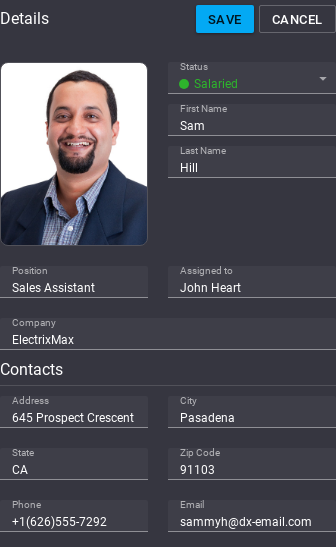 Details
SAVE
CANCEL
Status
Salaried
First Name
Sam
Last Name
Hill
Position
Sales Assistant
Assigned to
John Heart
Company
ElectrixMax
Contacts
Address
645 Prospect Crescent
City
Pasadena
State
CA
Zip Code
91103
Phone
+1(626)555-7292
Email
sammyh@dx-email.com